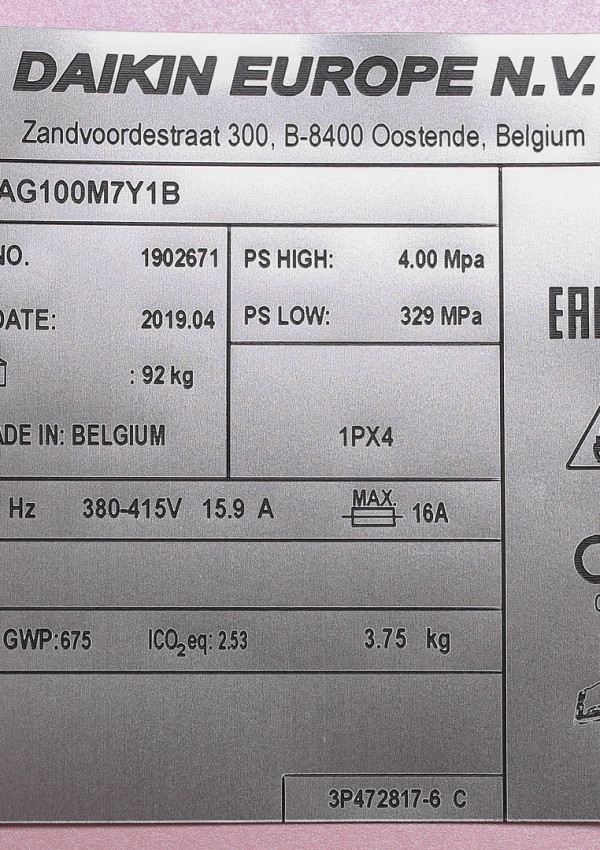 DAIKIN EUROPE N.V.
Zandvoordestraat 300, B-8400 Oostende, Belgium
AG100M7Y1B
NO. 1902671
PS HIGH: 4.00 Mpa
DATE: 2019.04
PS LOW: 329 MPa
: 92 kg
ADE IN: BELGIUM
1PX4
Hz 380-415V 15.9 A MAX. 16A
GWP:675 ICO2eq: 2.53 3.75 kg
3P472817-6 C
EAC